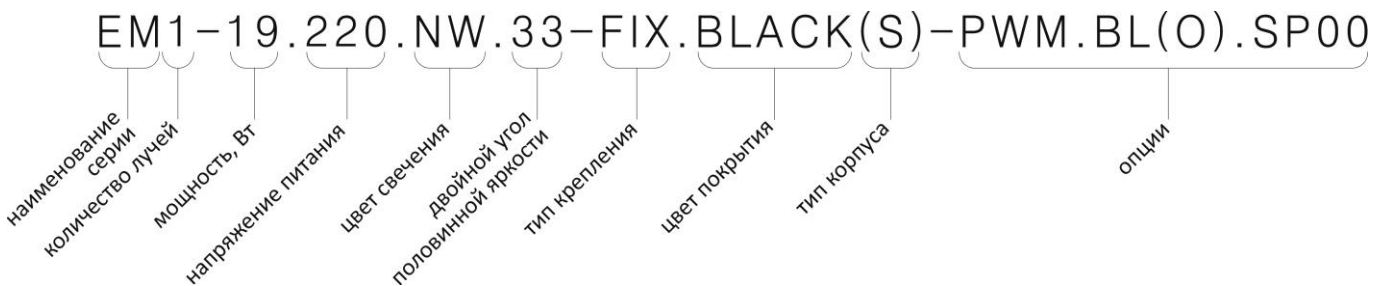 EM1-19.220.NW.33-FIX.BLACK(S)-PWM.BL(O).SP00
наименование
серии
количество лучей
мощность, Вт
напряжение питания
цвет свечения
двойной угол
половинной яркости
тип крепления
цвет покрытия
тип корпуса
опции